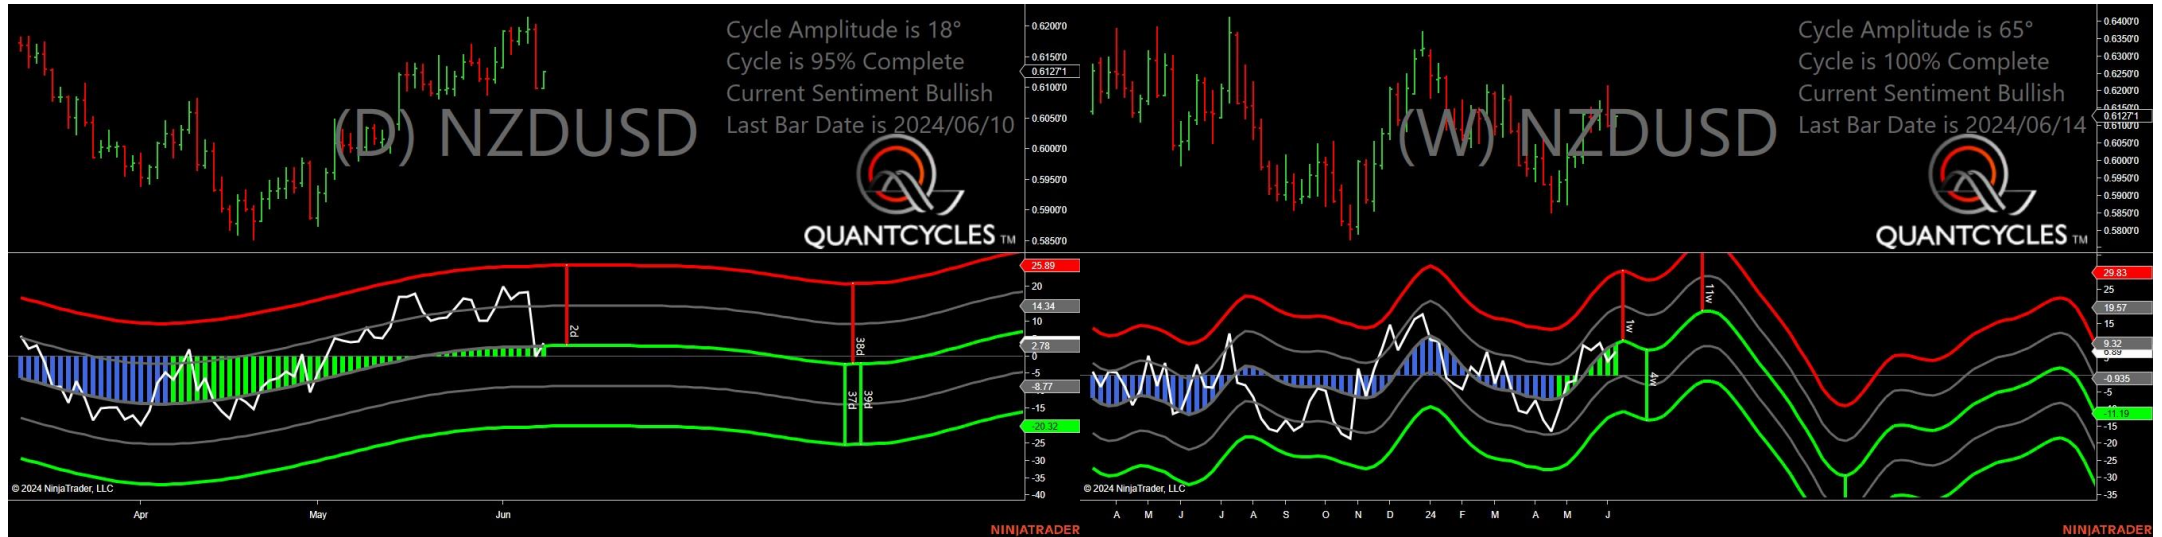 Cycle Amplitude is 18°
Cycle is 95% Complete
Current Sentiment Bullish
Last Bar Date is 2024/06/10
(D) NZDUSD
QUANTCYCLES TM
0.6200'0
0.6150'0
0.6127'1
0.6100'0
0.6050'0
0.6000'0
0.5950'0
0.5900'0
0.5850'0
25.89
20
14.34
10
2.78
0
-5
-8.77
-15
-20.32
-25
-30
-35
-40
2d
38d
37d
39d
© 2024 NinjaTrader, LLC
Apr May Jun
NINJATRADER
Cycle Amplitude is 65°
Cycle is 100% Complete
Current Sentiment Bullish
Last Bar Date is 2024/06/14
(W) NZDUSD
QUANTCYCLES TM
0.6400'0
0.6350'0
0.6300'0
0.6250'0
0.6200'0
0.6127'1
0.6100'0
0.6050'0
0.6000'0
0.5950'0
0.5900'0
0.5850'0
0.5800'0
29.83
25
19.57
15
9.32
-0.935
-5
-11.19
-15
-20
-25
-30
-35
1w
11w
4w
© 2024 NinjaTrader, LLC
A M J J A S O N D 24 F M A M J
NINJATRADER